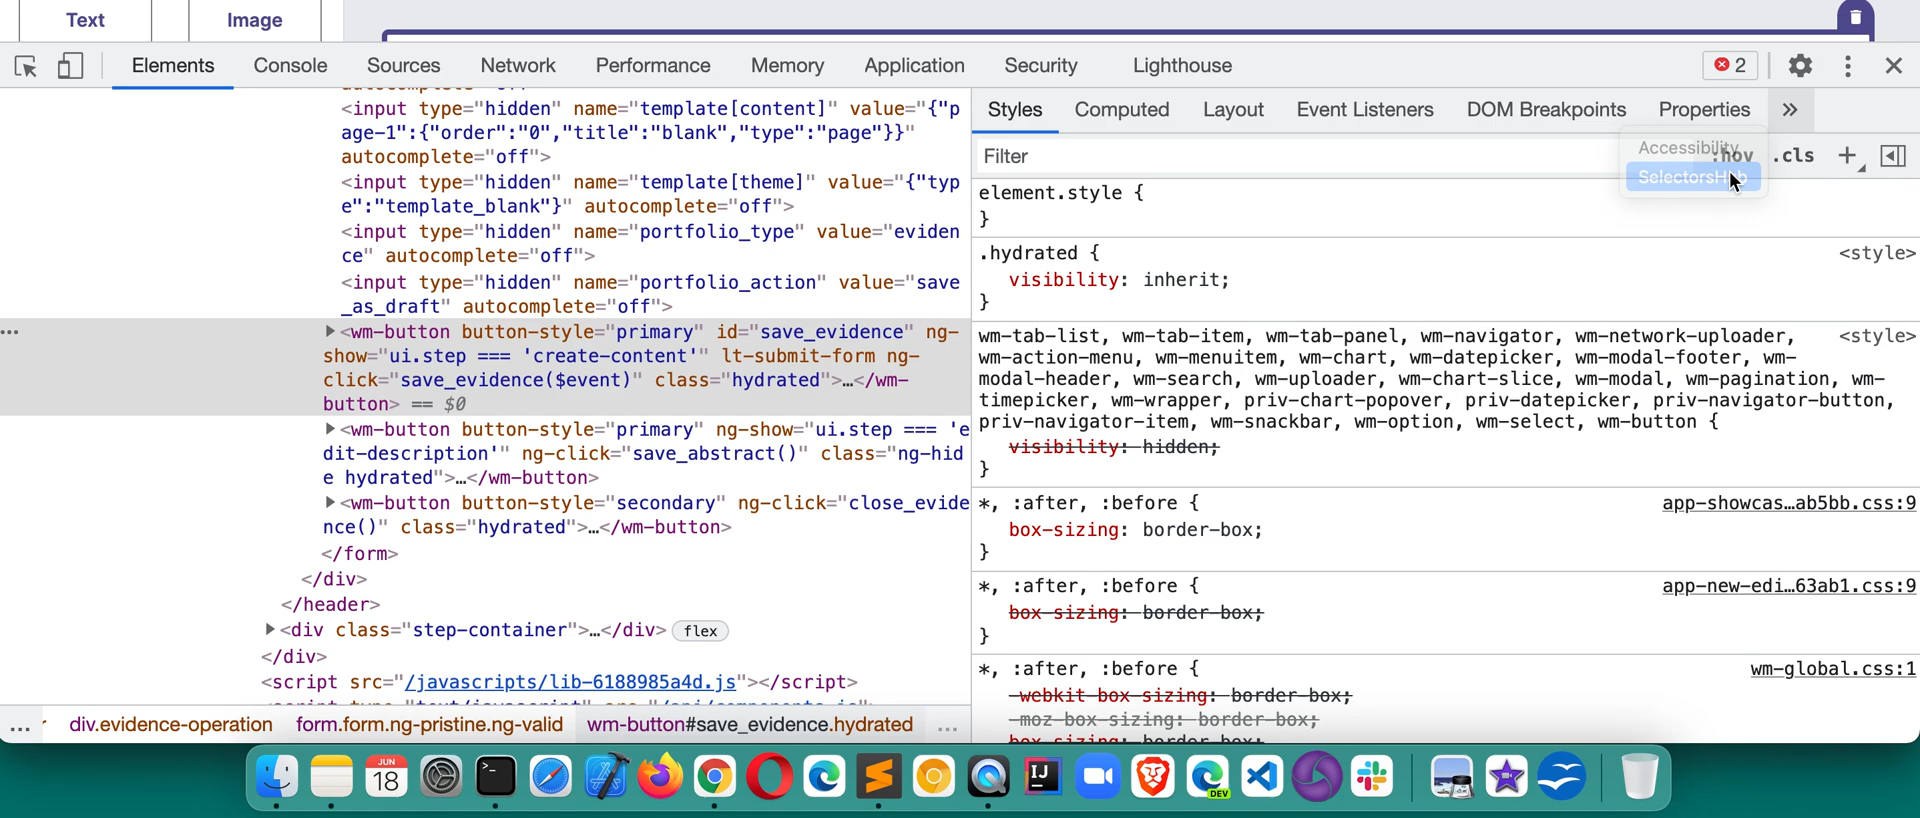 Text
Image
Elements
Console
Sources
Network
Performance
Memory
Application
Security
Lighthouse
2
<input type="hidden" name="template[content]" value="{"p
age-1":{"order":"0","title":"blank","type":"page"}}"
autocomplete="off">
<input type="hidden" name="template[theme]" value="{"typ
e":"template_blank"}" autocomplete="off">
<input type="hidden" name="portfolio_type" value="eviden
ce" autocomplete="off">
<input type="hidden" name="portfolio_action" value="save
_as_draft" autocomplete="off">
… ▶<wm-button button-style="primary" id="save_evidence" ng-
show="ui.step === 'create-content'" lt-submit-form ng-
click="save_evidence($event)" class="hydrated">…</wm-
button> == $0
▶<wm-button button-style="primary" ng-show="ui.step === 'e
dit-description'" ng-click="save_abstract()" class="ng-hid
e hydrated">…</wm-button>
▶<wm-button button-style="secondary" ng-click="close_evide
nce()" class="hydrated">…</wm-button>
</form>
</div>
</header>
▶<div class="step-container">…</div> flex
</div>
<script src="/javascripts/lib-6188985a4d.js"></script>
… div.evidence-operation form.form.ng-pristine.ng-valid wm-button#save_evidence.hydrated …
Styles
Computed
Layout
Event Listeners
DOM Breakpoints
Properties
»
Filter
:hov .cls +
Accessibility
SelectorsHub
element.style {
}
.hydrated { <style>
visibility: inherit;
}
wm-tab-list, wm-tab-item, wm-tab-panel, wm-navigator, wm-network-uploader, <style>
wm-action-menu, wm-menuitem, wm-chart, wm-datepicker, wm-modal-footer, wm-
modal-header, wm-search, wm-uploader, wm-chart-slice, wm-modal, wm-pagination, wm-
timepicker, wm-wrapper, priv-chart-popover, priv-datepicker, priv-navigator-button,
priv-navigator-item, wm-snackbar, wm-option, wm-select, wm-button {
visibility: hidden;
}
*, :after, :before { app-showcas…ab5bb.css:9
box-sizing: border-box;
}
*, :after, :before { app-new-edi…63ab1.css:9
box-sizing: border-box;
}
*, :after, :before { wm-global.css:1
-webkit-box-sizing: border-box;
-moz-box-sizing: border-box;
box-sizing: border-box;
JUN
18
>_
IJ
DEV